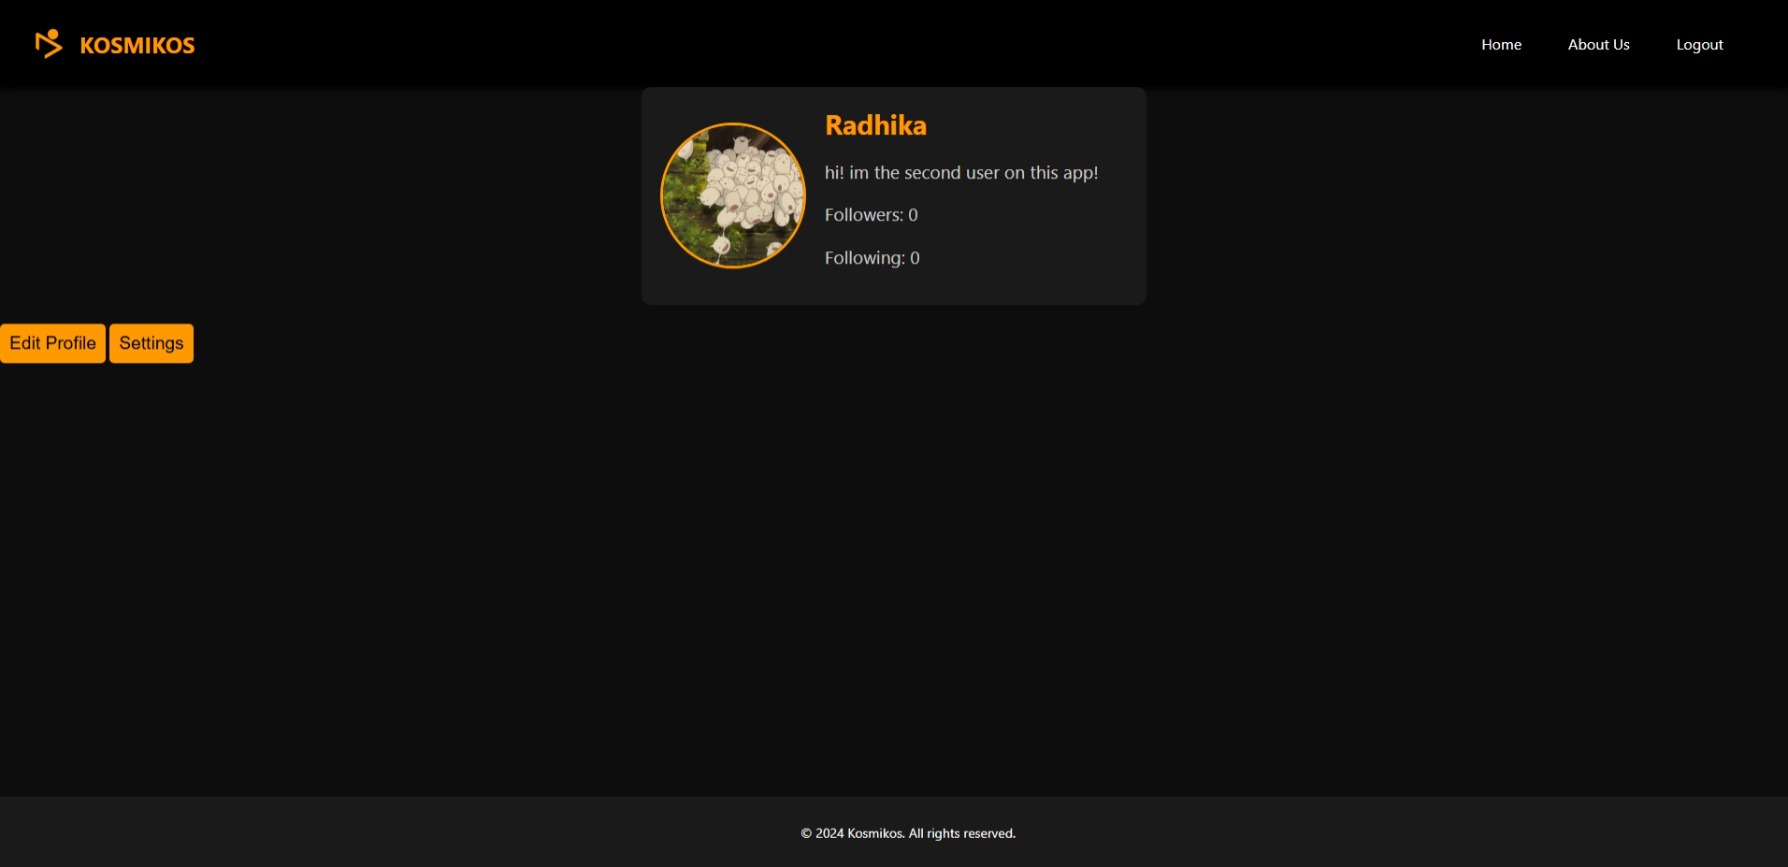 KOSMIKOS
Home About Us Logout
Radhika
hi! im the second user on this app!
Followers: 0
Following: 0
Edit Profile Settings
© 2024 Kosmikos. All rights reserved.